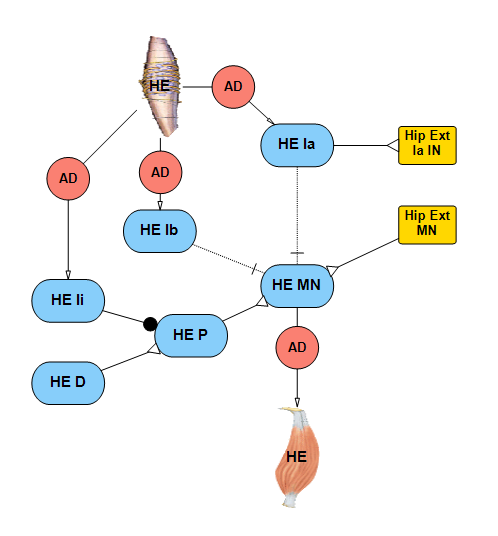 HE
AD
HE Ia
Hip Ext
Ia IN
AD
AD
HE Ib
Hip Ext
MN
HE Ii
HE MN
HE P
HE D
AD
HE